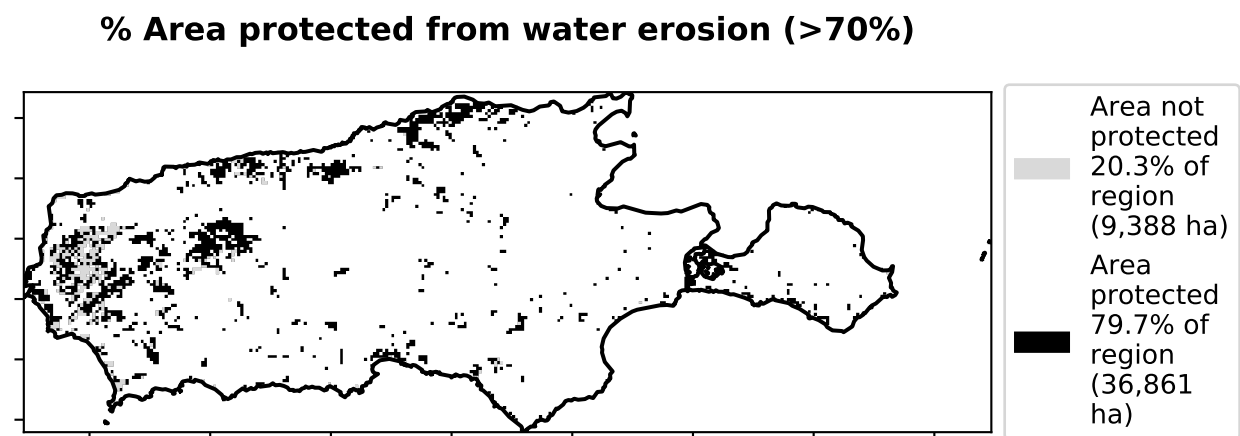 % Area protected from water erosion (>70%)
Area not
protected
20.3% of
region
(9,388 ha)
Area
protected
79.7% of
region
(36,861
ha)